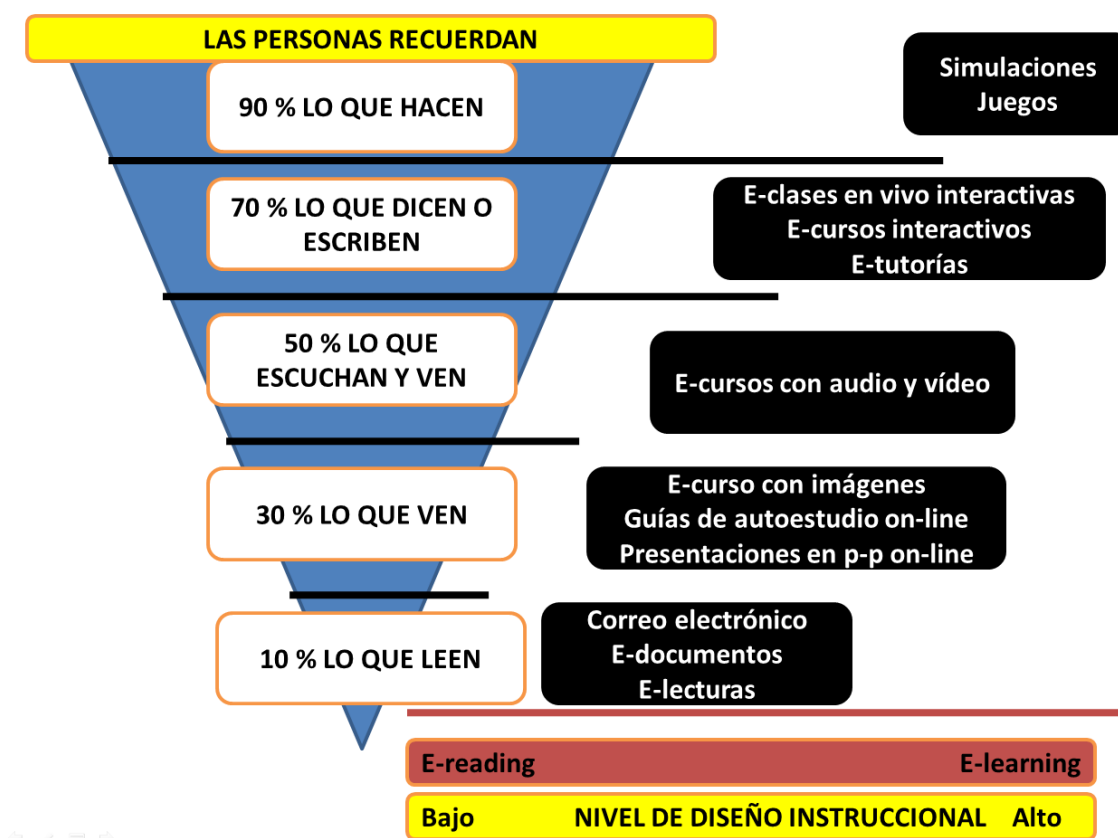 LAS PERSONAS RECUERDAN
90 % LO QUE HACEN
Simulaciones
Juegos
70 % LO QUE DICEN O
ESCRIBEN
E-clases en vivo interactivas
E-cursos interactivos
E-tutorías
50 % LO QUE
ESCUCHAN Y VEN
E-cursos con audio y vídeo
30 % LO QUE VEN
E-curso con imágenes
Guías de autoestudio on-line
Presentaciones en p-p on-line
10 % LO QUE LEEN
Correo electrónico
E-documentos
E-lecturas
E-reading E-learning
Bajo NIVEL DE DISEÑO INSTRUCCIONAL Alto